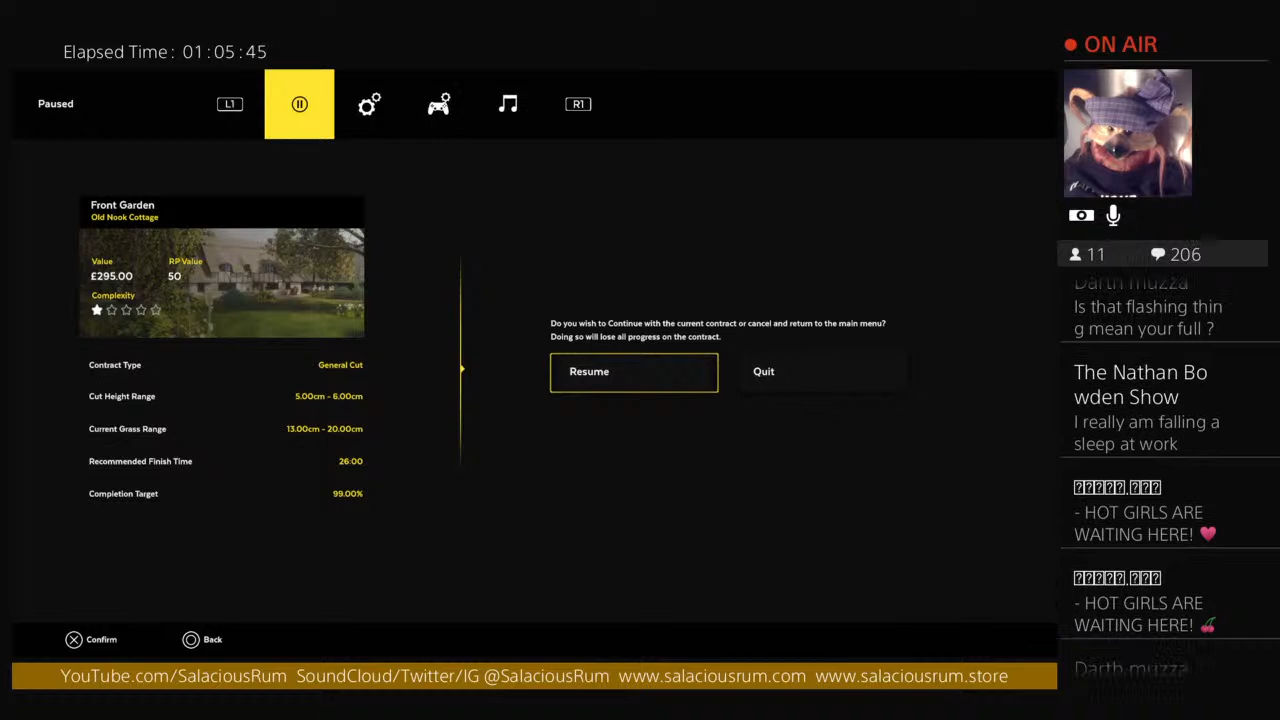 Elapsed Time: 01:05:45
ON AIR
Paused
L1
R1
11
206
Front Garden
Old Nook Cottage
Value
RP Value
£295.00
50
Complexity
Contract Type
General Cut
Cut Height Range
5.00cm - 6.00cm
Current Grass Range
13.00cm - 20.00cm
Recommended Finish Time
26:00
Completion Target
99.00%
Do you wish to Continue with the current contract or cancel and return to the main menu?
Doing so will lose all progress on the contract.
Resume
Quit
Darth muzza
Is that flashing thin
g mean your full ?
The Nathan Bo
wden Show
I really am falling a
sleep at work
- HOT GIRLS ARE
WAITING HERE!
- HOT GIRLS ARE
WAITING HERE!
Darth muzza
Confirm
Back
YouTube.com/SalaciousRum SoundCloud/Twitter/IG @SalaciousRum www.salaciousrum.com www.salaciousrum.store